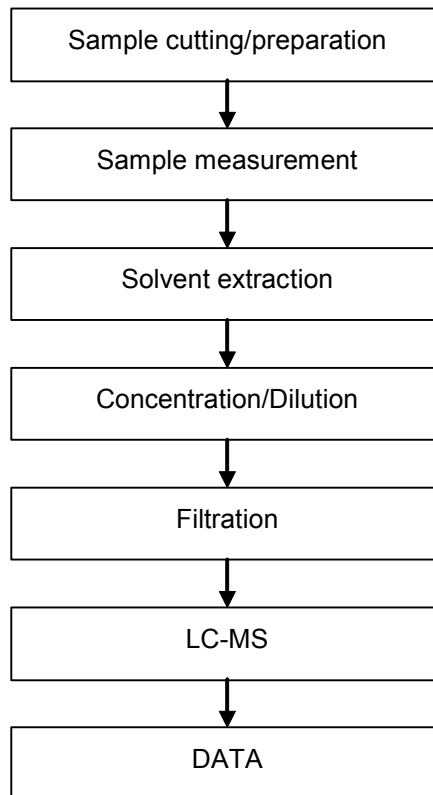 Sample cutting/preparation
Sample measurement
Solvent extraction
Concentration/Dilution
Filtration
LC-MS
DATA